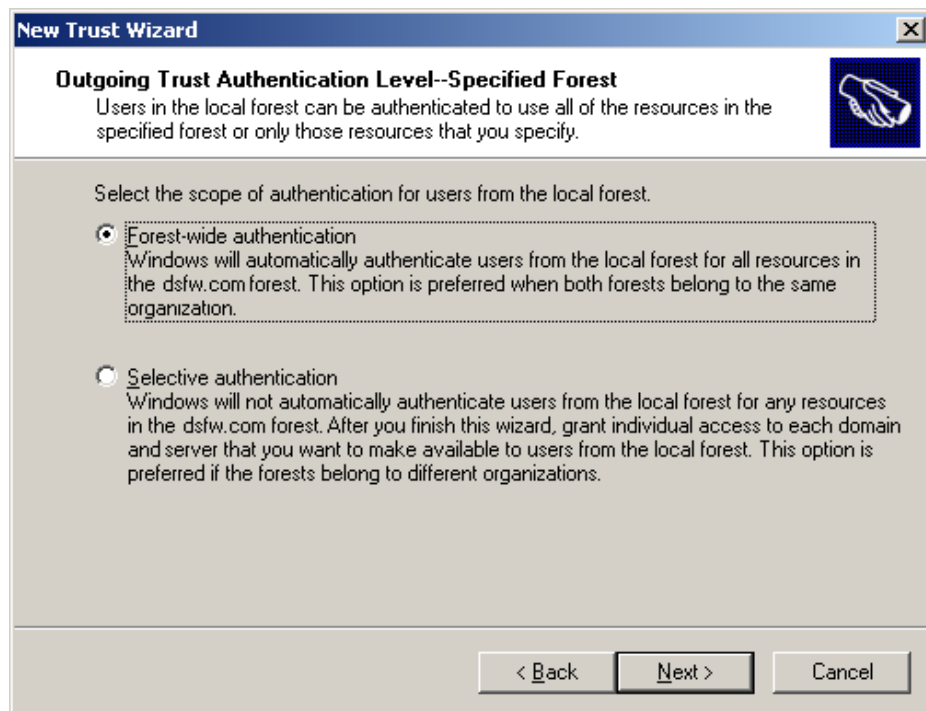 New Trust Wizard
Outgoing Trust Authentication Level--Specified Forest
Users in the local forest can be authenticated to use all of the resources in the
specified forest or only those resources that you specify.
Select the scope of authentication for users from the local forest.
Forest-wide authentication
Windows will automatically authenticate users from the local forest for all resources in
the dsfw.com forest. This option is preferred when both forests belong to the same
organization.
Selective authentication
Windows will not automatically authenticate users from the local forest for any resources
in the dsfw.com forest. After you finish this wizard, grant individual access to each domain
and server that you want to make available to users from the local forest. This option is
preferred if the forests belong to different organizations.
< Back Next > Cancel